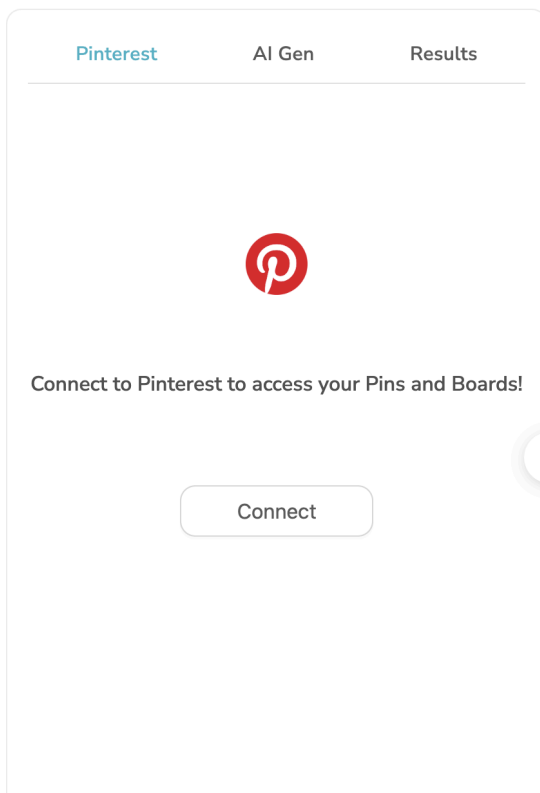 Pinterest AI Gen Results
Connect to Pinterest to access your Pins and Boards!
Connect